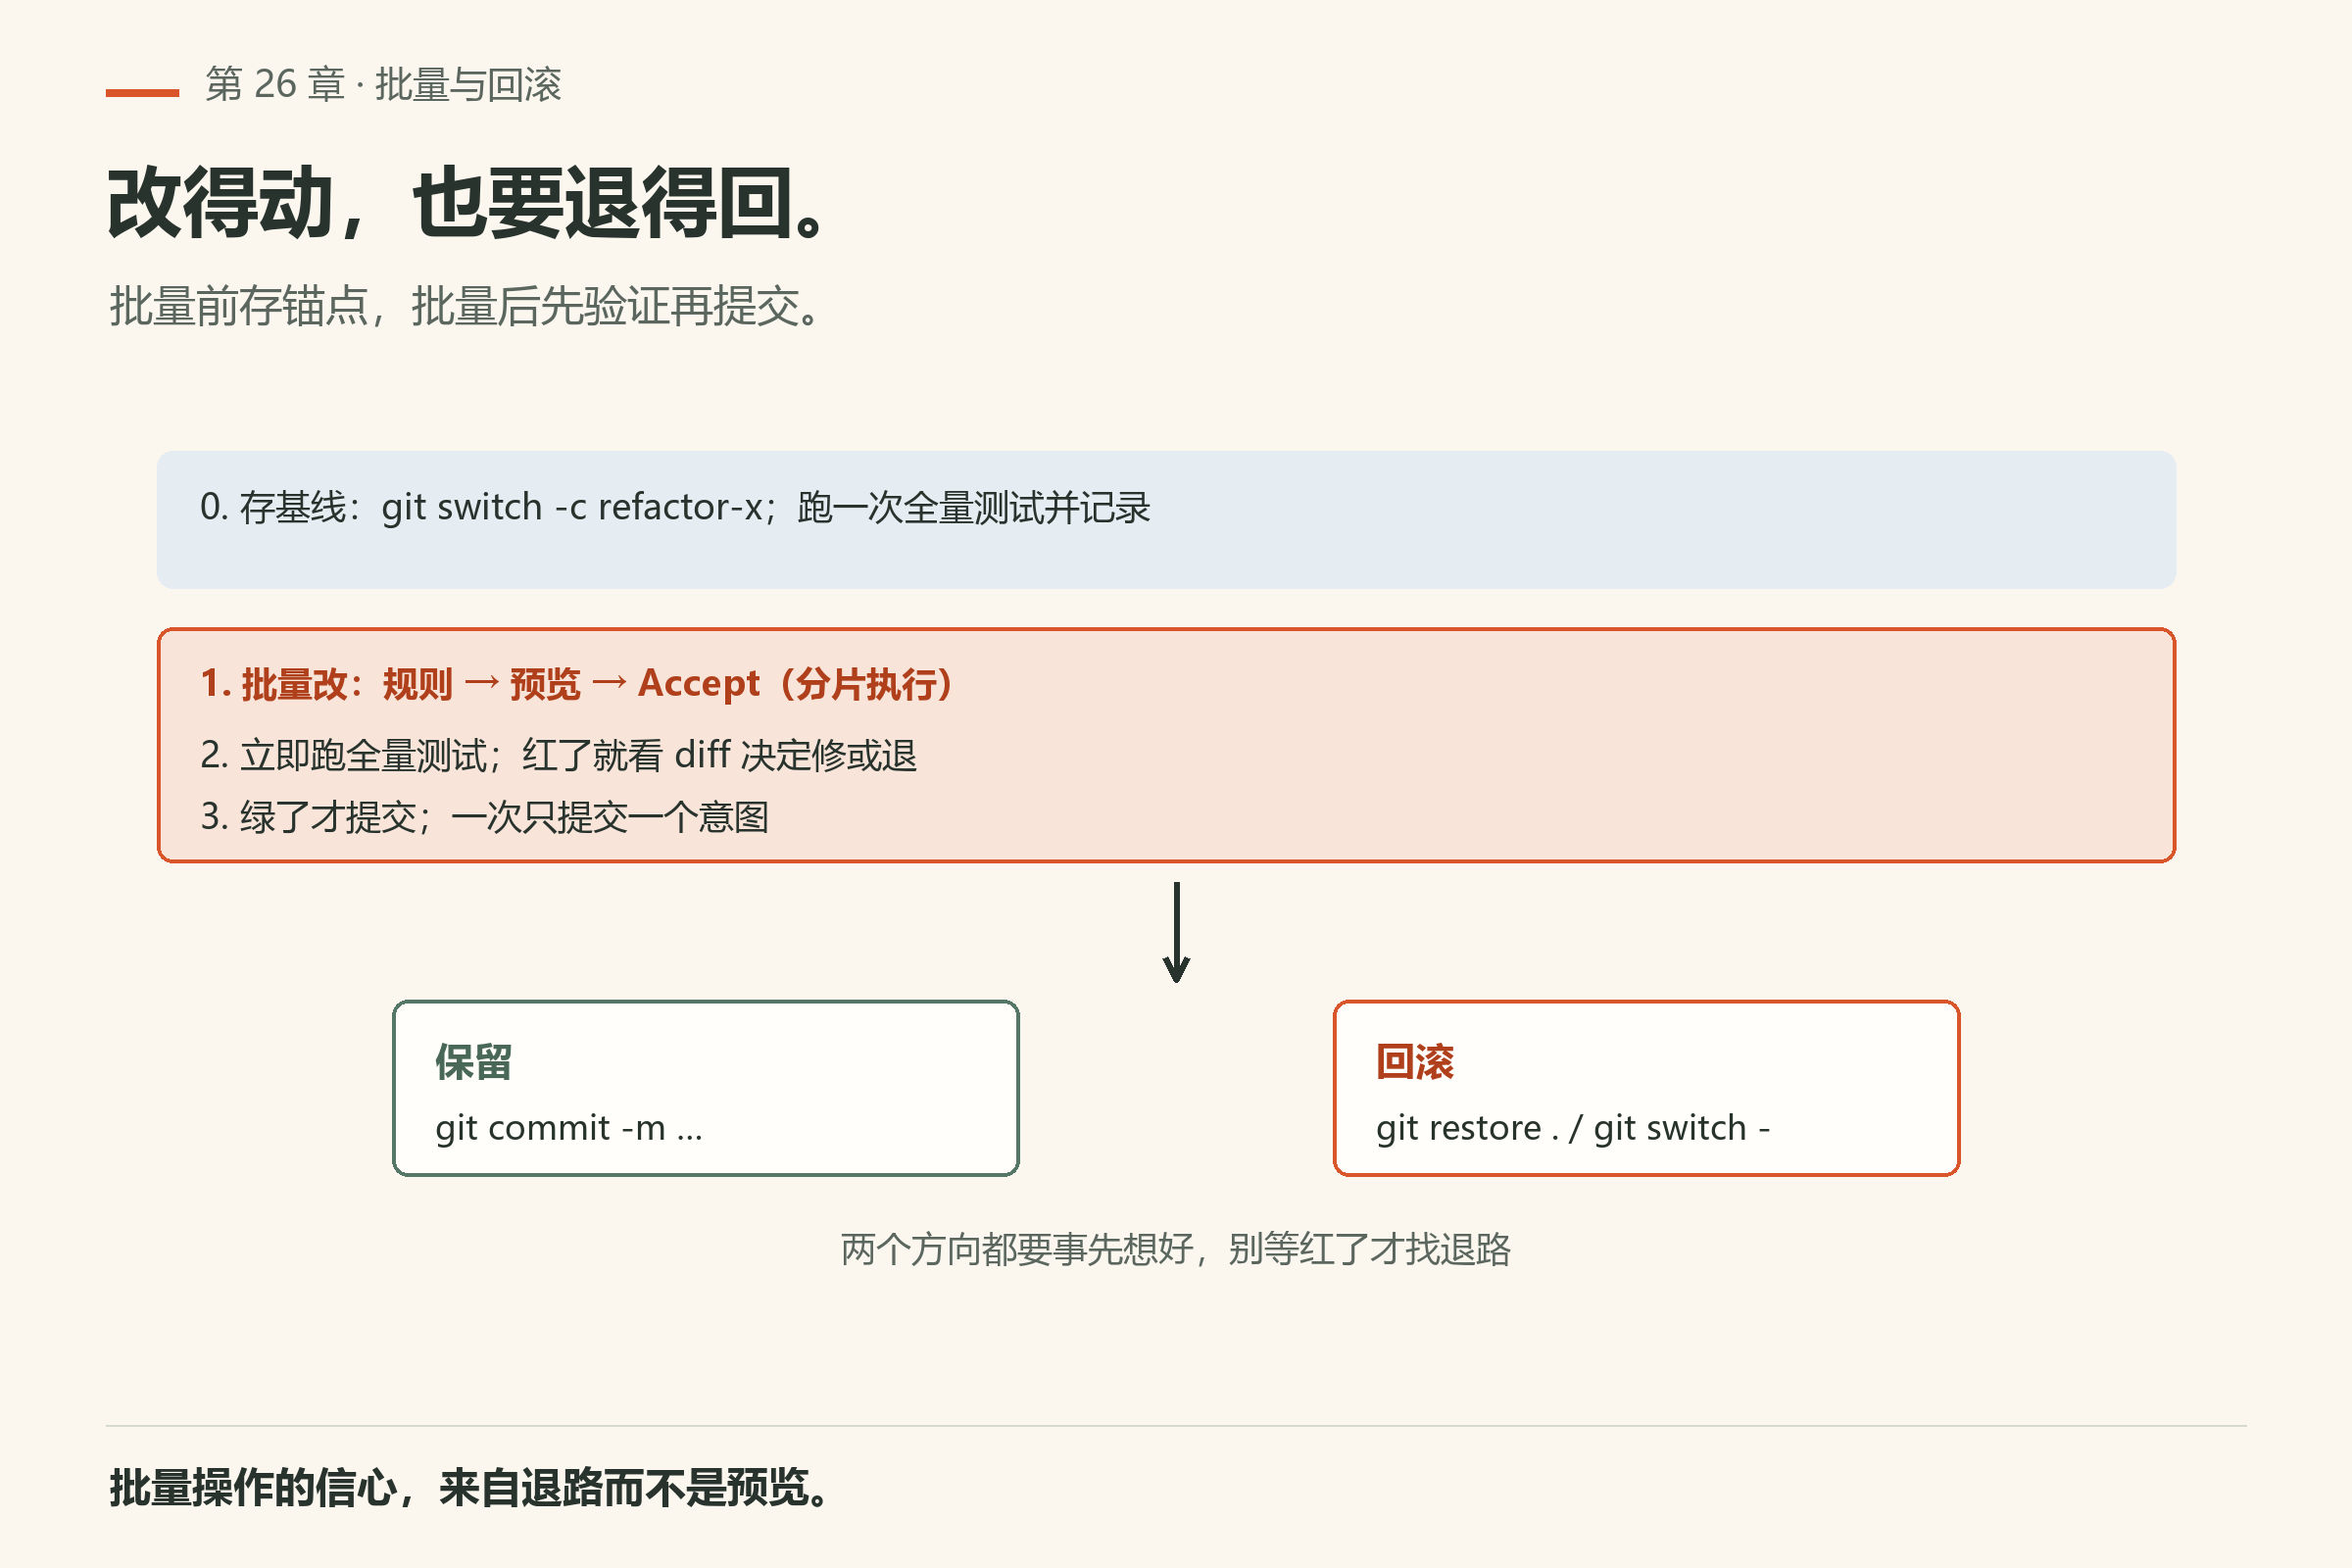 第 26 章 · 批量与回滚
改得动，也要退得回。
批量前存锚点，批量后先验证再提交。
0. 存基线：git switch -c refactor-x；跑一次全量测试并记录
1. 批量改：规则 → 预览 → Accept（分片执行）
2. 立即跑全量测试；红了就看 diff 决定修或退
3. 绿了才提交；一次只提交一个意图
保留
git commit -m ...
回滚
git restore . / git switch -
两个方向都要事先想好，别等红了才找退路
批量操作的信心，来自退路而不是预览。